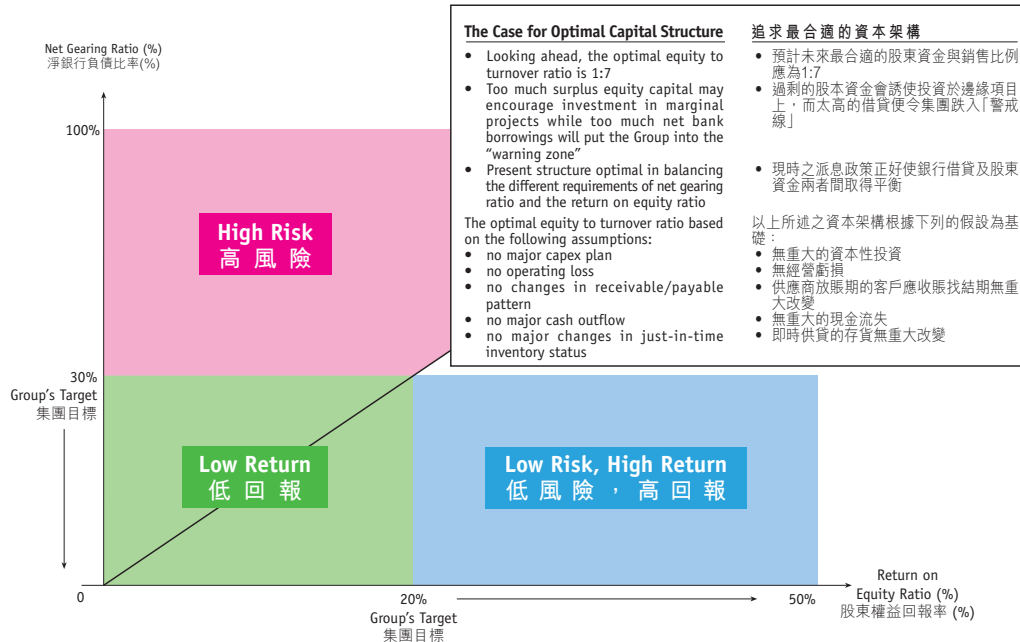 Net Gearing Ratio (%)
淨銀行負債比率(%)
100%
High Risk
高風險
30%
Group's Target
集團目標
Low Return
低回報
Low Risk, High Return
低風險，高回報
0
20%
Group's Target
集團目標
50%
Return on
Equity Ratio (%)
股東權益回報率 (%)
The Case for Optimal Capital Structure
• Looking ahead, the optimal equity to
turnover ratio is 1:7
• Too much surplus equity capital may
encourage investment in marginal
projects while too much net bank
borrowings will put the Group into the
“warning zone”
• Present structure optimal in balancing
the different requirements of net gearing
ratio and the return on equity ratio
The optimal equity to turnover ratio based
on the following assumptions:
• no major capex plan
• no operating loss
• no changes in receivable/payable
pattern
• no major cash outflow
• no major changes in just-in-time
inventory status
追求最合適的資本架構
• 預計未來最合適的股東資金與銷售比例
應為1:7
• 過剩的股本資金會誘使投資於邊緣項目
上，而太高的借貸便令集團跌入「警戒
線」
• 現時之派息政策正好使銀行借貸及股東
資金兩者間取得平衡
以上所述之資本架構根據下列的假設為基
礎：
• 無重大的資本性投資
• 無經營虧損
• 供應商放賬期的客戶應收賬找結期無重
大改變
• 無重大的現金流失
• 即時供貸的存貨無重大改變